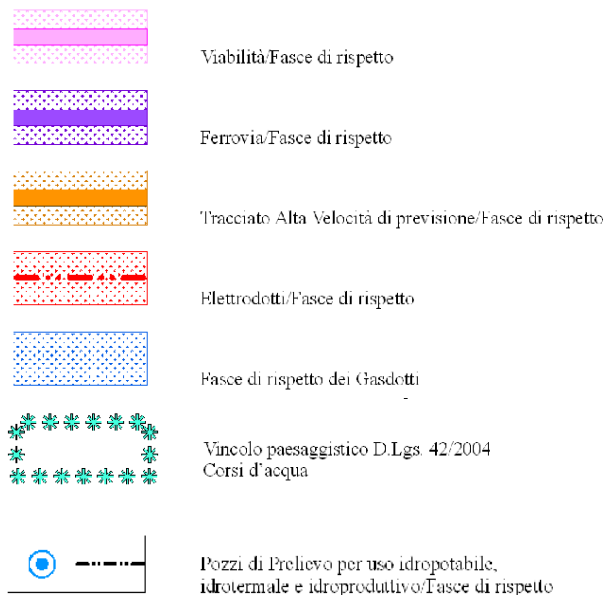 Viabilità/Fasce di rispetto
Ferrovia/Fasce di rispetto
Tracciato Alta Velocità di previsione/Fasce di rispetto
Elettrodotti/Fasce di rispetto
Fasce di rispetto dei Gasdotti
Vincolo paesaggistico D.Lgs. 42/2004
Corsi d'acqua
Pozzi di Prelievo per uso idropotabile,
idrotermale e idroproduttivo/Fasce di rispetto